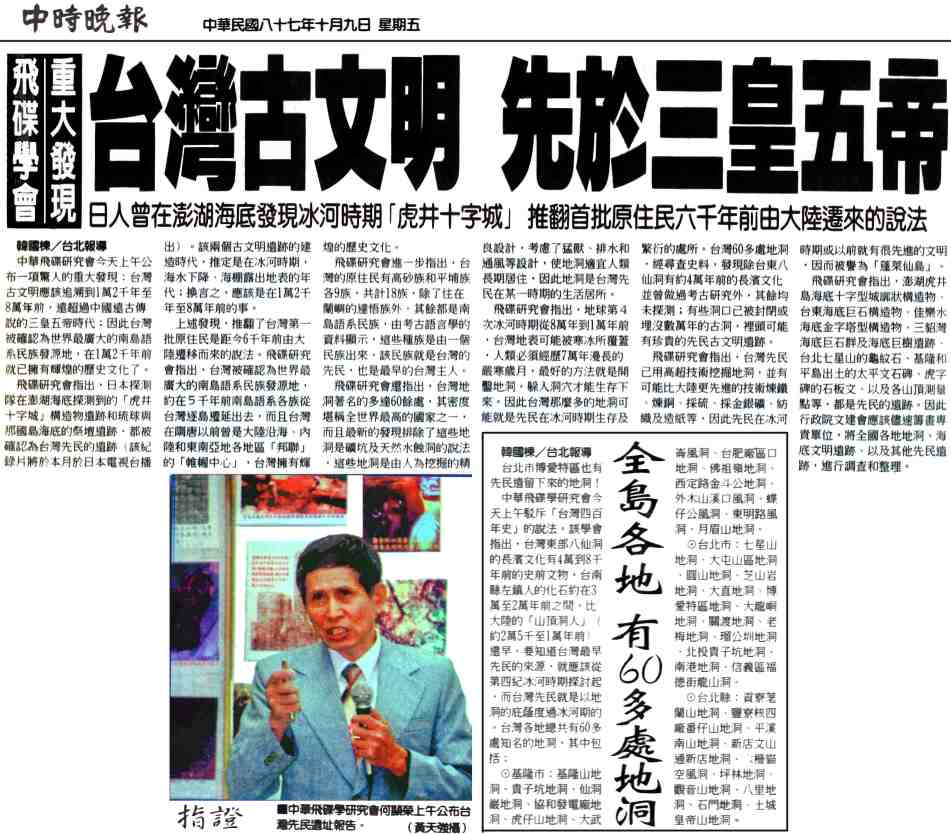 中時晚報
中華民國八十七年十月九日 星期五
重大發現
飛碟學會
台灣古文明 先於三皇五帝
日人曾在澎湖海底發現冰河時期「虎井十字城」 推翻首批原住民六千年前由大陸遷來的說法
韓國棟／台北報導
中華飛碟研究會今天上午公
布一項驚人的重大發現：台灣
古文明應該追溯到1萬2千年至
8萬年前，遠超過中國遠古傳
說的三皇五帝時代；因此台灣
被確認為世界最廣大的南島語
系民族發源地，在1萬2千年前
就已擁有輝煌的歷史文化了。
飛碟研究會指出，日本探測
隊在澎湖海底探測到的「虎井
十字城」構造物遺跡和琉球與
那國島海底的祭壇遺跡，都被
確認為台灣先民的遺跡（該紀
錄片將於本月於日本電視台播
出）。該兩個古文明遺跡的建
造時代，推定是在冰河時期，
海水下降、海棚露出地表的年
代；換言之，應該是在1萬2千
年至8萬年前的事。
上述發現，推翻了台灣第一
批原住民是距今6千年前由大
陸遷移而來的說法。飛碟研究
會指出，台灣被確認為世界最
廣大的南島語系民族發源地，
約在5千年前南島語系各族從
台灣逐島遷延出去，而且台灣
在隋唐以前曾是大陸沿海、內
陸和東南亞各地區「邦聯」
的「帷幄中心」，台灣擁有輝
煌的歷史文化。
飛碟研究會進一步指出，台
灣的原住民有高砂族和平埔族
各9族，共計18族，除了住在
蘭嶼的達悟族外，其餘都是南
島語系民族，由考古語言學的
資料顯示，這些種族是由一個
民族出來，該民族就是台灣的
先民，也是最早的台灣主人。
飛碟研究會還指出，台灣地
洞著名的多達60餘處，其密度
堪稱全世界最高的國家之一，
而且最新的發現排除了這些地
洞是礦坑及天然水蝕洞的說法
，這些地洞是由人為挖掘的精
良設計，考慮了猛獸、排水和
通風等設計，使地洞適宜人類
長期居住，因此地洞是台灣先
民在某一時期的生活居所。
飛碟研究會指出，地球第4
次冰河時期從8萬年到1萬年前
，台灣地表可能被寒冰所覆蓋
，人類必須經歷7萬年漫長的
嚴寒歲月，最好的方法就是開
鑿地洞，躲入洞穴才能生存下
來。因此台灣那麼多的地洞可
能就是先民在冰河時期生存及
繁衍的處所。台灣60多處地洞
，經尋查史料，發現除台東八
仙洞有約4萬年前的長濱文化
並曾做過考古研究外，其餘均
未探測；有些洞口已被封閉或
埋沒數萬年的古洞，裡頭可能
有珍貴的先民古文明遺跡。
飛碟研究會指出，台灣先民
已用高超技術挖掘地洞，並有
可能比大陸更先進的技術煉鐵
、煉銅、採硫、採金銀礦、紡
織及造紙等。因此先民在冰河
時期或以前就有很先進的文明
，因而被譽為「蓬萊仙島」。
飛碟研究會指出，澎湖虎井
島海底十字型城廓狀構造物、
台東海底巨石構造物、佳樂水
海底金字塔型構造物、三貂灣
海底巨石群及海底巨樹遺跡、
台北七星山的龜紋石、基隆和
平島出土的太平文石碑、虎字
碑的石板文、以及各山頂測量
點等，都是先民的遺跡。因此
行政院文建會應該儘速籌畫專
責單位，將全國各地地洞、海
底文明遺跡、以及其他先民遺
跡，進行調查和整理。
全島各地 有60多處地洞
韓國棟／台北報導
台北市博愛特區也有
先民遺留下來的地洞！
中華飛碟學研究會今
天上午駁斥「台灣四百
年史」的說法。該學會
指出，台灣東部八仙洞
的長濱文化有4萬到8千
年前的史前文物，台南
縣左鎮人的化石約在3
萬至2萬年前之間，比
大陸的「山頂洞人」（
約2萬5千至1萬年前）
還早，要知道台灣最早
先民的來源，就應該從
第四紀冰河時期探討起
，而台灣先民就是以地
洞的庇蔭度過冰河期的
。台灣各地總共有60多
處知名的地洞，其中包
括：
⊙基隆市：基隆山地
洞、貴子坑地洞、仙洞
巖地洞、協和發電廠地
洞、虎仔山地洞、大武
崙風洞、台肥廠區口
地洞、佛祖嶺地洞、
西定路金斗公地洞、
外木山溪口風洞、蝶
仔公風洞、東明路風
洞、月眉山地洞。
⊙台北市：七星山
地洞、大屯山區地洞
、圓山地洞、芝山岩
地洞、大直地洞、博
愛特區地洞、大龍峒
地洞、關渡地洞、老
梅地洞、瑠公圳地洞
、北投貴子坑地洞、
南港地洞、信義區福
德街龍山洞。
⊙台北縣：貢寮荖
蘭山地洞、鹽寮核四
廠番仔山地洞、平溪
南山地洞、新店文山
通新店地洞、
空風洞、坪林地洞、
觀音山地洞、八里地
洞、石門地洞、土城
皇帝山地洞。
指證
■中華飛碟學研究會何顯榮上午公布台
灣先民遺址報告。 （黃天強攝）